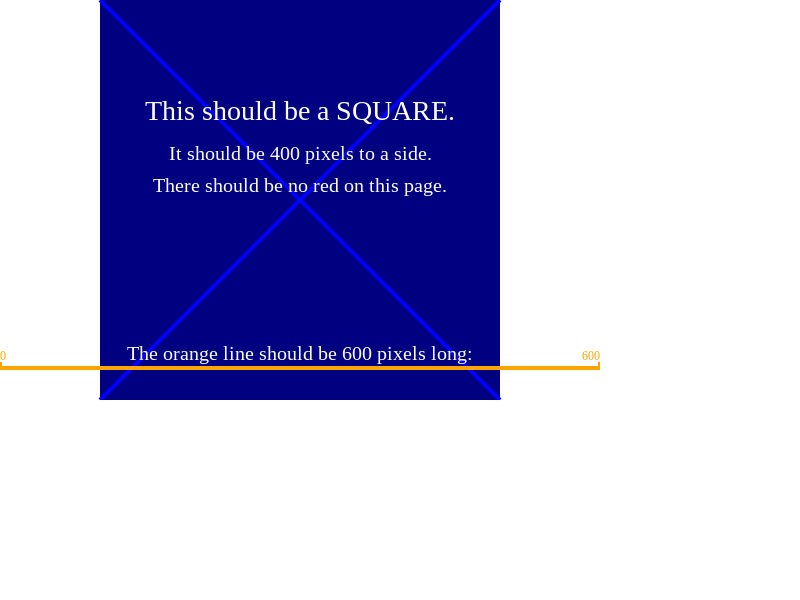 This should be a SQUARE.
It should be 400 pixels to a side.
There should be no red on this page.
The orange line should be 600 pixels long:
0 600